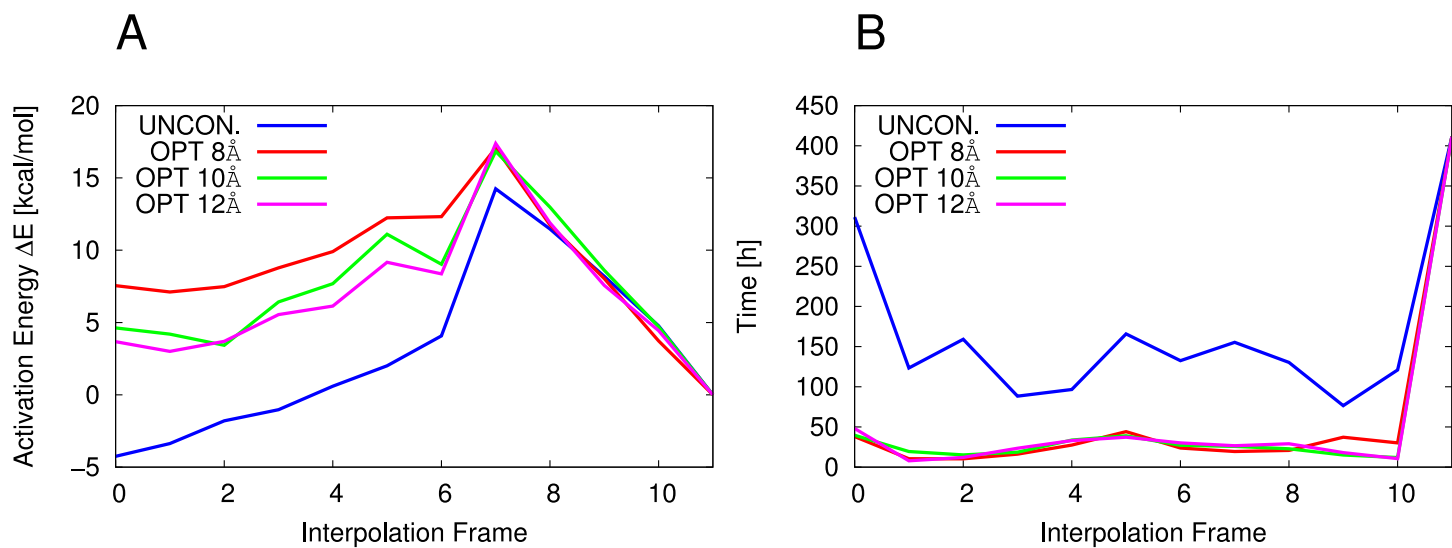 A
Activation Energy ΔE [kcal/mol]
20
15
10
5
0
−5
UNCON.
OPT 8Å
OPT 10Å
OPT 12Å
0 2 4 6 8 10
Interpolation Frame
B
Time [h]
450
400
350
300
250
200
150
100
50
0
UNCON.
OPT 8Å
OPT 10Å
OPT 12Å
0 2 4 6 8 10
Interpolation Frame